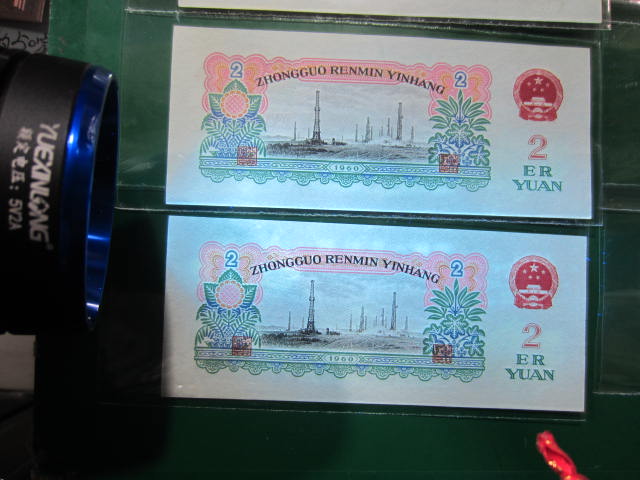 2
2
ZHONGGUO RENMIN YINHANG
1960
2
ER
YUAN
2
2
ZHONGGUO RENMIN YINHANG
1960
2
ER
YUAN
YUEXINLONG
额定电压：5V2A